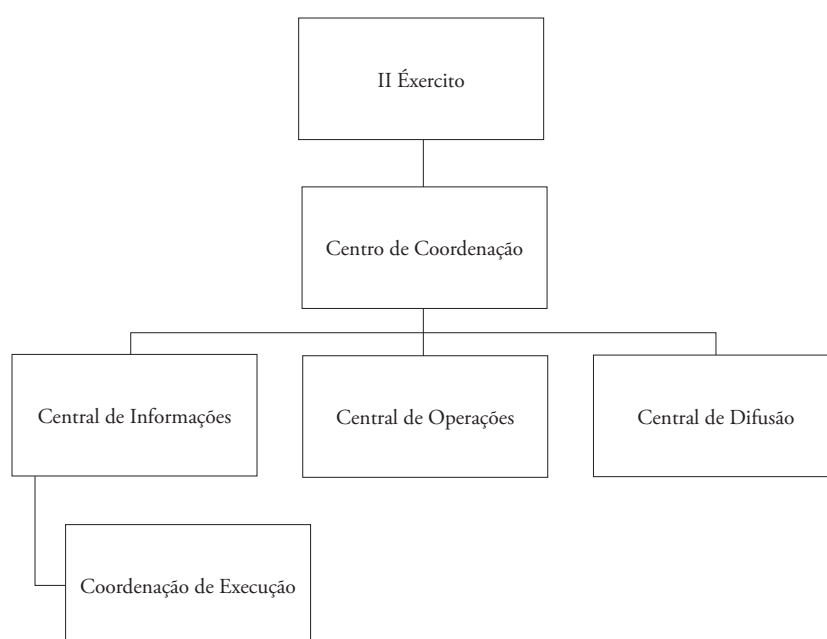 II Éxercito
Centro de Coordenação
Central de Informações
Central de Operações
Central de Difusão
Coordenação de Execução